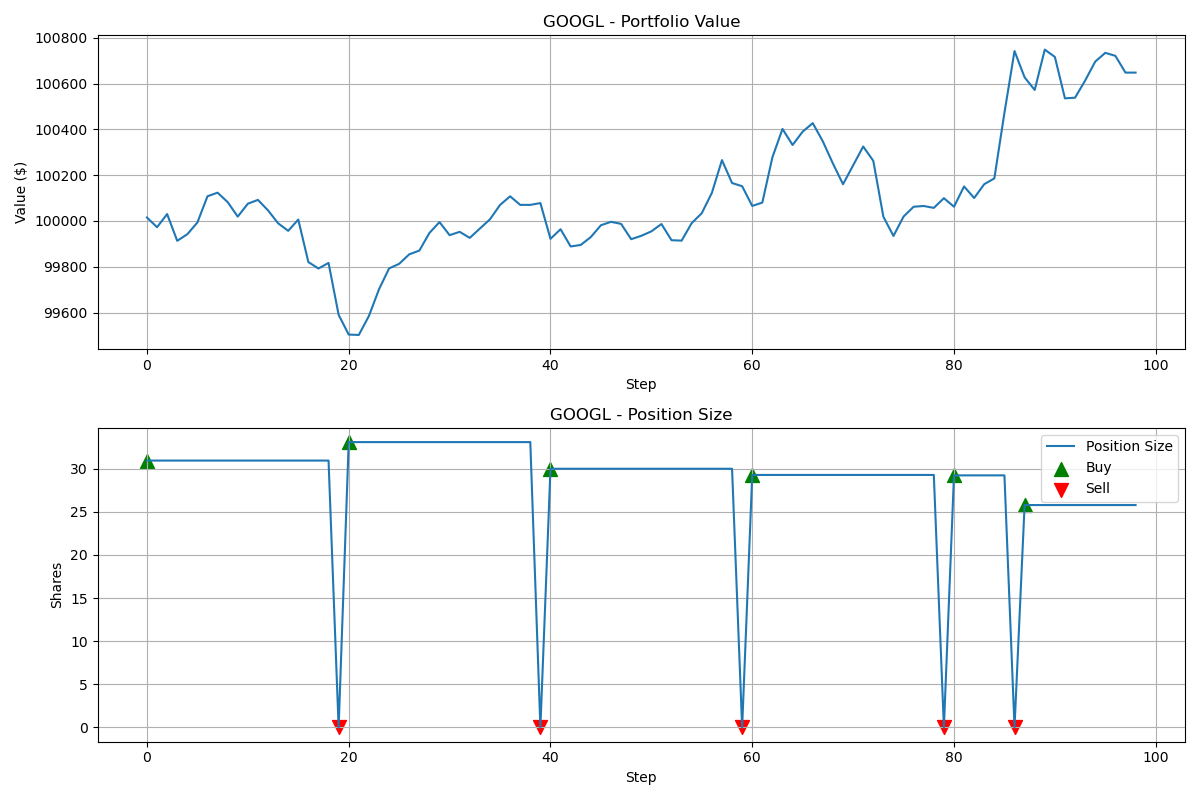 GOOGL - Portfolio Value
100800
100600
100400
100200
100000
99800
99600
Value ($)
0 20 40 60 80 100
Step
GOOGL - Position Size
30
25
20
15
10
5
0
Shares
Position Size
Buy
Sell
0 20 40 60 80 100
Step